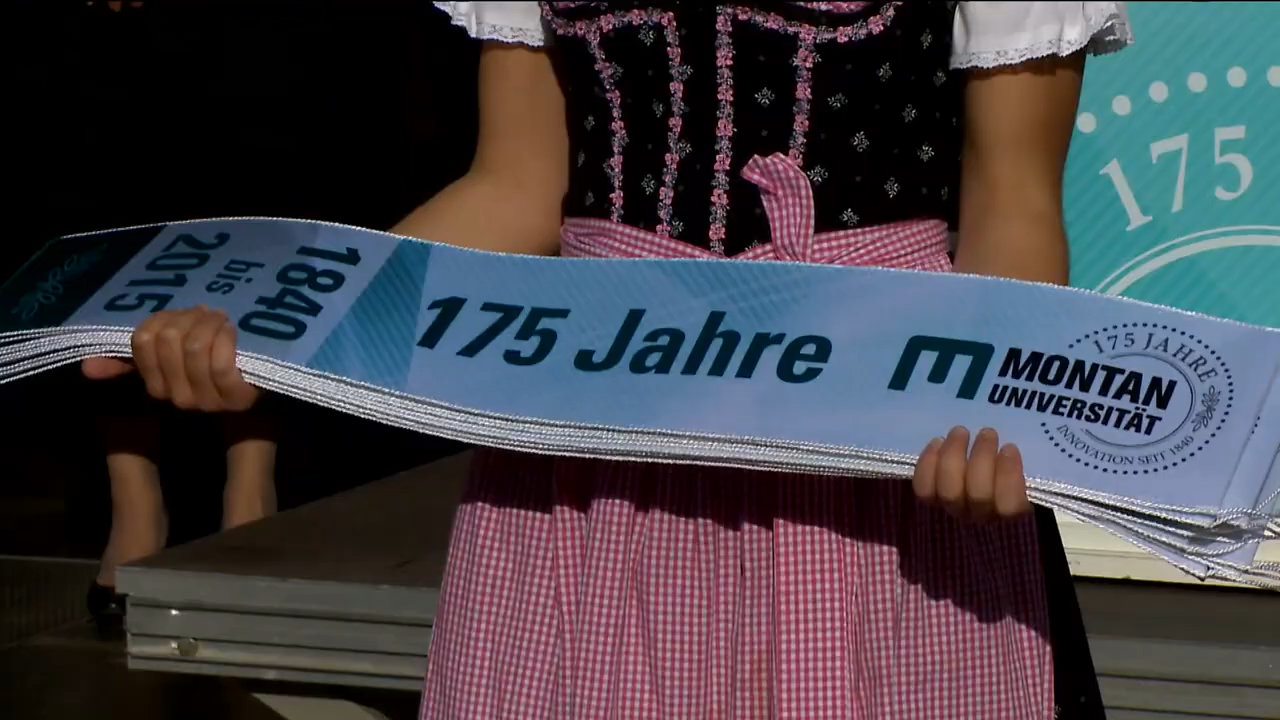 1840
bis
2015
175 Jahre
MONTAN
UNIVERSITÄT
175 JAHRE
INNOVATION SEIT 1840
175